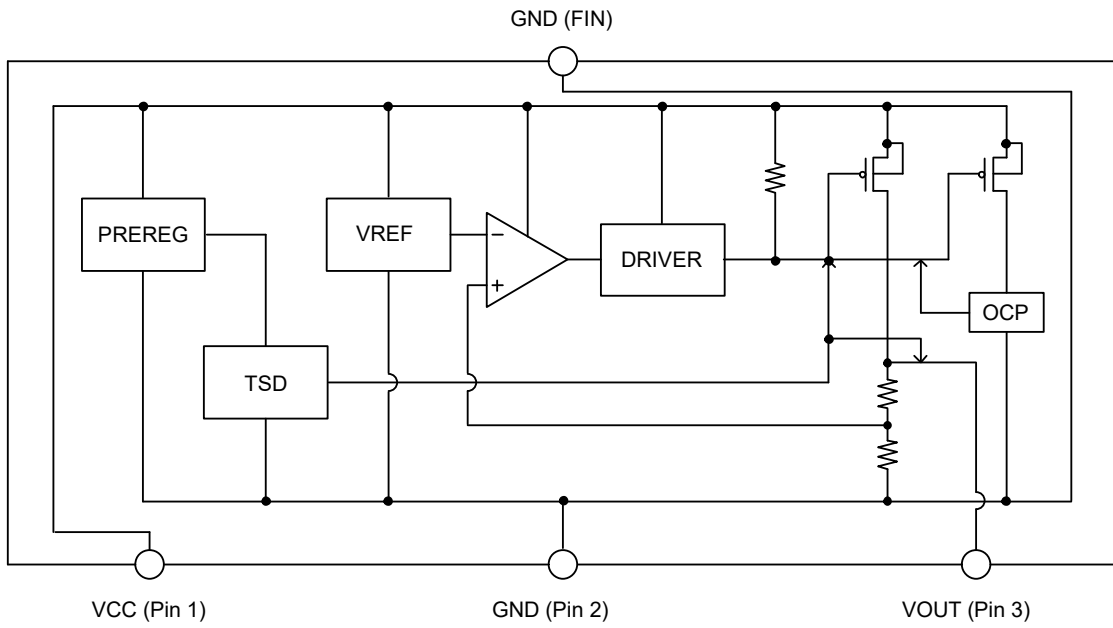 GND (FIN)
PREREG
VREF
−
+
DRIVER
OCP
TSD
VCC (Pin 1)
GND (Pin 2)
VOUT (Pin 3)